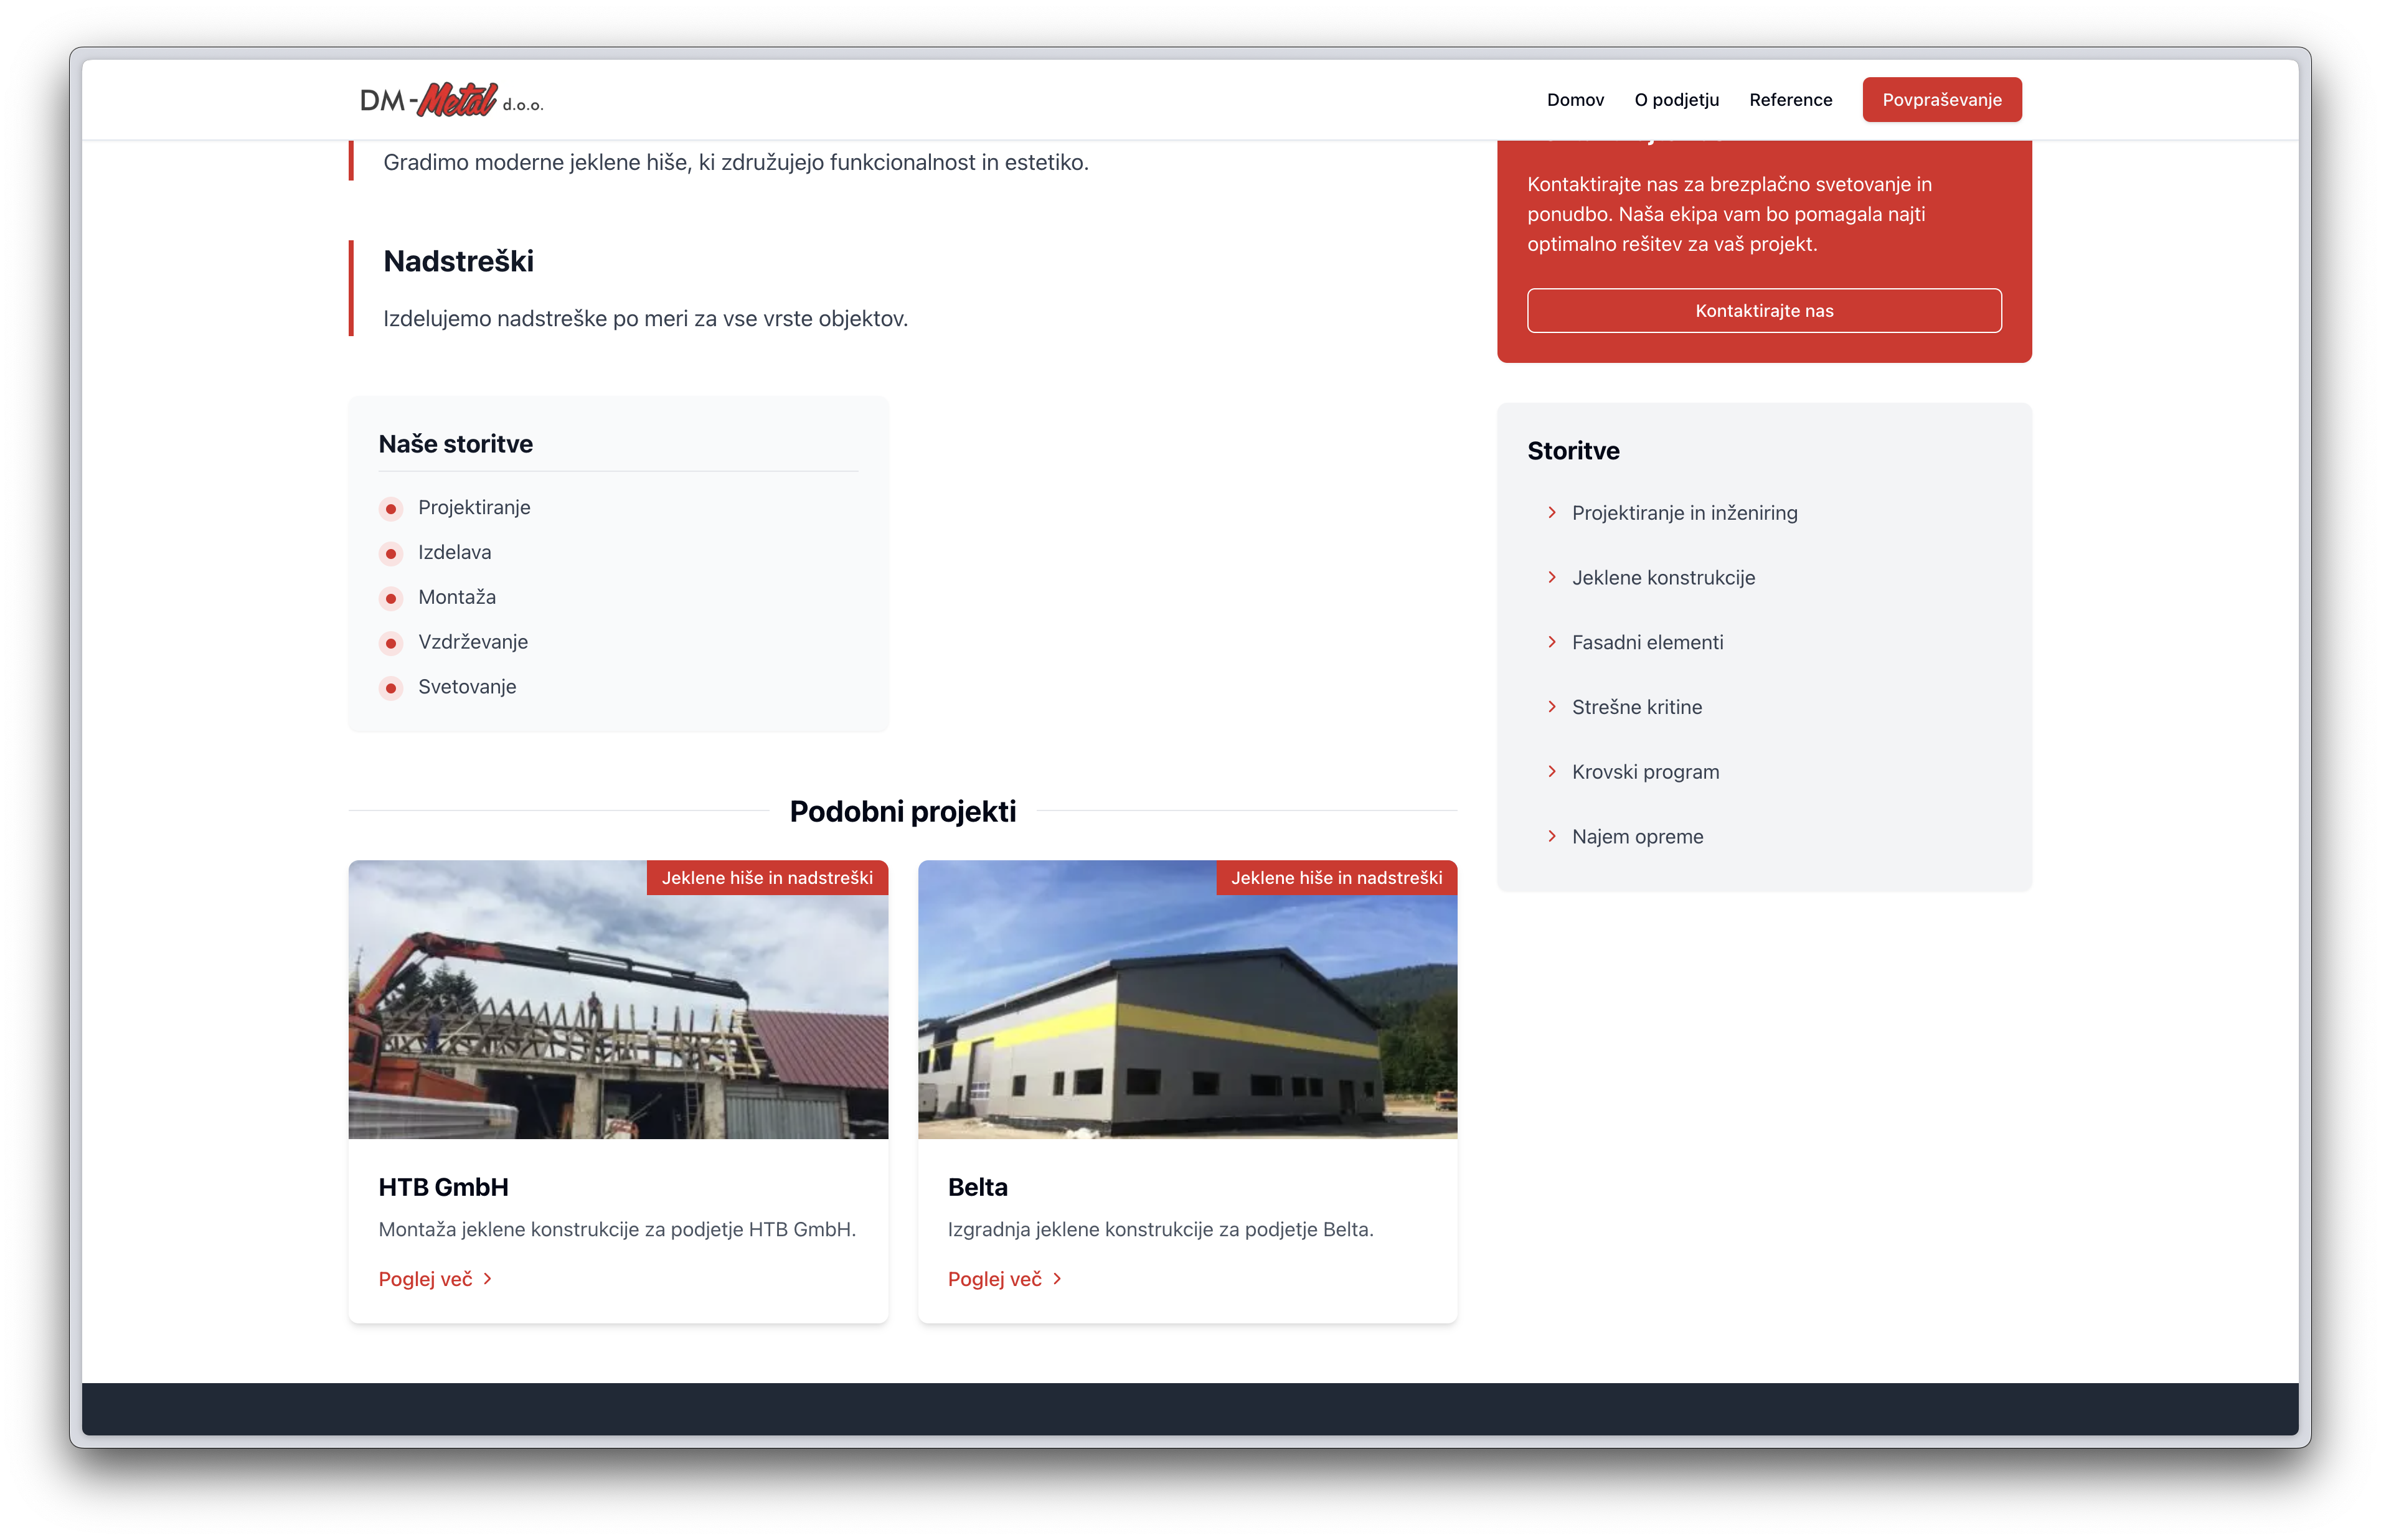 DM-Metal d.o.o.
Domov
O podjetju
Reference
Povpraševanje
Gradimo moderne jeklene hiše, ki združujejo funkcionalnost in estetiko.
Nadstreški
Izdelujemo nadstreške po meri za vse vrste objektov.
Naše storitve
Projektiranje
Izdelava
Montaža
Vzdrževanje
Svetovanje
Podobni projekti
Jeklene hiše in nadstreški
HTB GmbH
Montaža jeklene konstrukcije za podjetje HTB GmbH.
Poglej več
Jeklene hiše in nadstreški
Belta
Izgradnja jeklene konstrukcije za podjetje Belta.
Poglej več
Kontaktirajte nas za brezplačno svetovanje in
ponudbo. Naša ekipa vam bo pomagala najti
optimalno rešitev za vaš projekt.
Kontaktirajte nas
Storitve
Projektiranje in inženiring
Jeklene konstrukcije
Fasadni elementi
Strešne kritine
Krovski program
Najem opreme